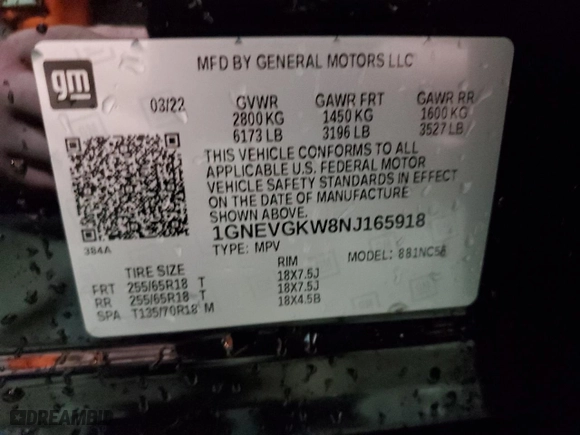 gm
MFD BY GENERAL MOTORS LLC
03/22 GVWR GAWR FRT GAWR RR
2800 KG 1450 KG 1600 KG
6173 LB 3196 LB 3527 LB
THIS VEHICLE CONFORMS TO ALL
APPLICABLE U.S. FEDERAL MOTOR
VEHICLE SAFETY STANDARDS IN EFFECT
ON THE DATE OF MANUFACTURE
SHOWN ABOVE.
384A
1GNEVGKW8NJ165918
TYPE: MPV MODEL: 881NC58
TIRE SIZE RIM
FRT 255/65R18 T 18X7.5J
RR 255/65R18 T 18X7.5J
SPA T135/70R18 M 18X4.5B
DREAMBID